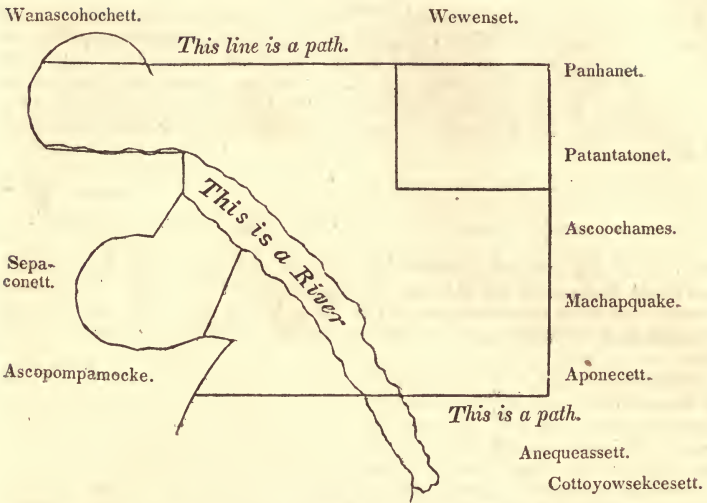 Wanascohochett.
Wewenset.
This line is a path.
Panhanet.
Patantatonet.
This is a River
Ascoochames.
Sepa-
conett.
Machapquake.
Ascopompamocke.
Aponecett.
This is a path.
Anequeassett.
Cottoyowsekcesett.